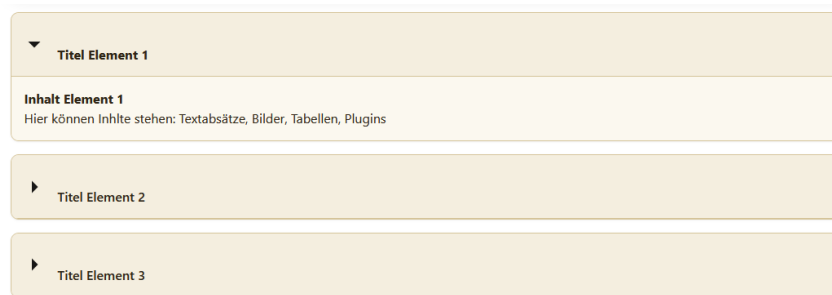 Titel Element 1
Inhalt Element 1
Hier können Inhlte stehen: Textabsätze, Bilder, Tabellen, Plugins
Titel Element 2
Titel Element 3